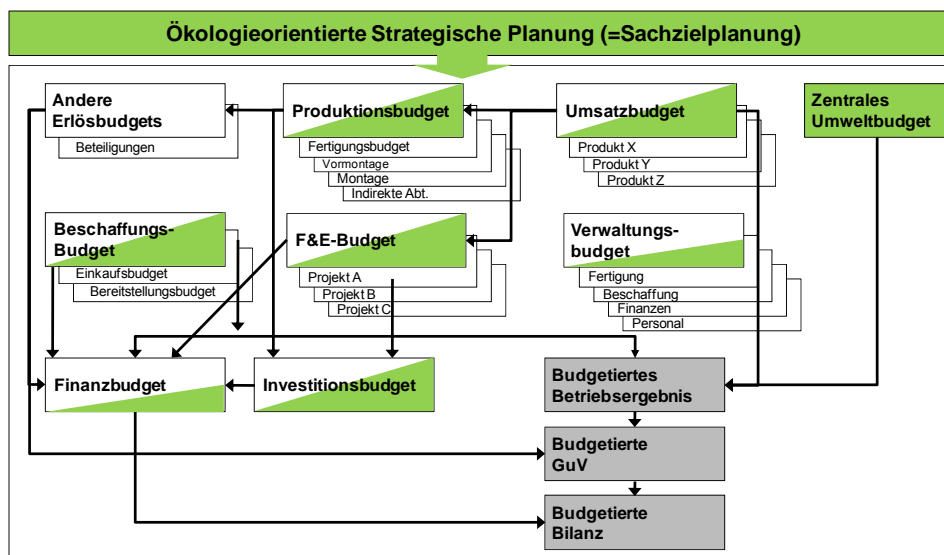 Ökologieorientierte Strategische Planung (=Sachzielplanung)
Andere
Erlösbudgets
Beteiligungen
Produktionsbudget
Fertigungsbudget
Vormontage
Montage
Indirekte Abt.
Umsatzbudget
Produkt X
Produkt Y
Produkt Z
Zentrales
Umweltbudget
Beschaffungs-
Budget
Einkaufsbudget
Bereitstellungsbudget
F&E-Budget
Projekt A
Projekt B
Projekt C
Verwaltungs-
budget
Fertigung
Beschaffung
Finanzen
Personal
Finanzbudget
Investitionsbudget
Budgetiertes
Betriebsergebnis
Budgetierte
GuV
Budgetierte
Bilanz